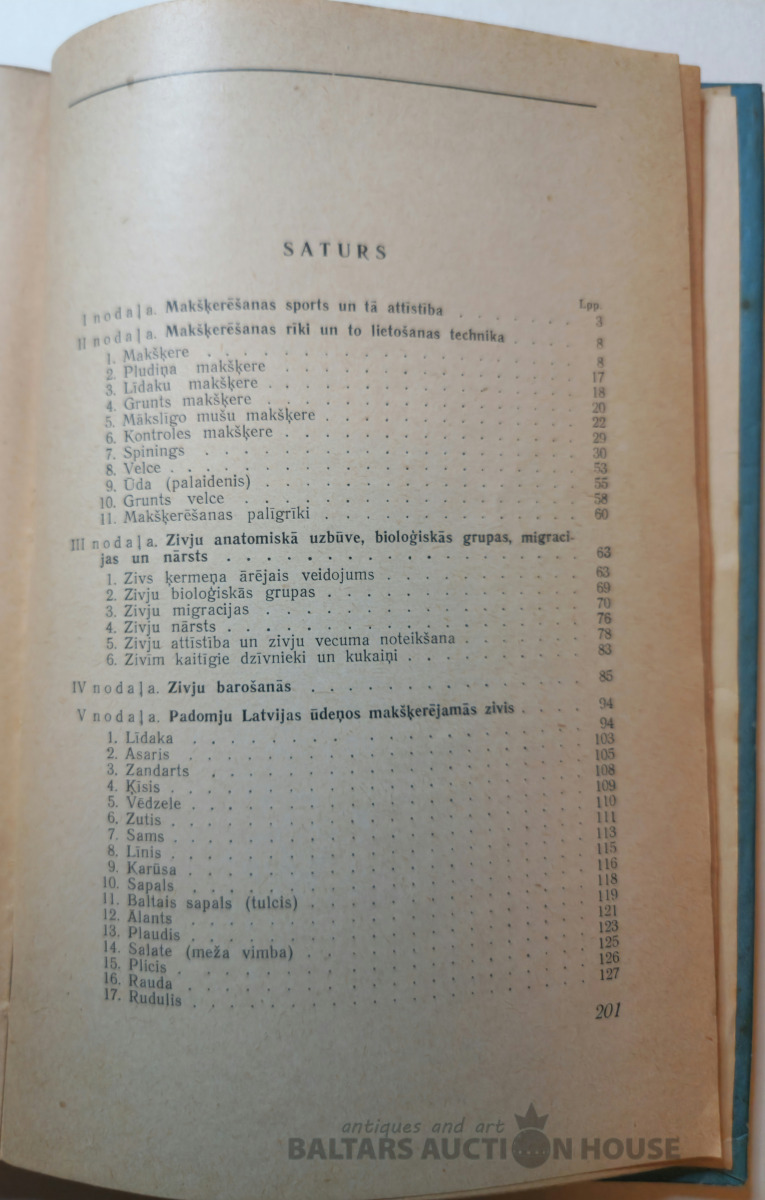 SATURS
Lpp.
I nodaļa. Makšķerēšanas sports un tā attīstība . . . . . . 3
II nodaļa. Makšķerēšanas rīki un to lietošanas technika . . . . 8
1. Makšķere . . . . . . . . . . . . . . . 8
2. Pludiņa makšķere . . . . . . . . . . . . . 17
3. Līdaku makšķere . . . . . . . . . . . . . 18
4. Grunts makšķere . . . . . . . . . . . . . 20
5. Mākslīgo mušu makšķere . . . . . . . . . . 22
6. Kontroles makšķere . . . . . . . . . . . . 29
7. Spinings . . . . . . . . . . . . . . . 30
8. Velce . . . . . . . . . . . . . . . . . 53
9. Ūda (palaidenis) . . . . . . . . . . . . . 55
10. Grunts velce . . . . . . . . . . . . . . 58
11. Makšķerēšanas palīgrīki . . . . . . . . . . 60
III nodaļa. Zivju anatomiskā uzbūve, bioloģiskās grupas, migraci-
jas un nārsts . . . . . . . . . . . . . . 63
1. Zivs ķermeņa ārējais veidojums . . . . . . . . 63
2. Zivju bioloģiskās grupas . . . . . . . . . . 69
3. Zivju migracijas . . . . . . . . . . . . . 70
4. Zivju nārsts . . . . . . . . . . . . . . . 76
5. Zivju attīstība un zivju vecuma noteikšana . . . . . 78
6. Zivīm kaitīgie dzīvnieki un kukaiņi . . . . . . . 83
IV nodaļa. Zivju barošanās . . . . . . . . . . . 85
V nodaļa. Padomju Latvijas ūdeņos makšķerējamās zivis . . . . 94
1. Līdaka . . . . . . . . . . . . . . . . 94
2. Asaris . . . . . . . . . . . . . . . . 103
3. Zandarts . . . . . . . . . . . . . . . 105
4. Ķīsis . . . . . . . . . . . . . . . . . 108
5. Vēdzele . . . . . . . . . . . . . . . . 109
6. Zutis . . . . . . . . . . . . . . . . . 110
7. Sams . . . . . . . . . . . . . . . . . 111
8. Līnis . . . . . . . . . . . . . . . . . 113
9. Karūsa . . . . . . . . . . . . . . . . 115
10. Sapals . . . . . . . . . . . . . . . . 116
11. Baltais sapals (tulcis) . . . . . . . . . . . 118
12. Ālants . . . . . . . . . . . . . . . . 119
13. Plaudis . . . . . . . . . . . . . . . . 121
14. Salate (meža vimba) . . . . . . . . . . . 123
15. Plicis . . . . . . . . . . . . . . . . 125
16. Rauda . . . . . . . . . . . . . . . . 126
17. Rudulis . . . . . . . . . . . . . . . . 127
201
antiques and art
BALTARS AUCTION HOUSE